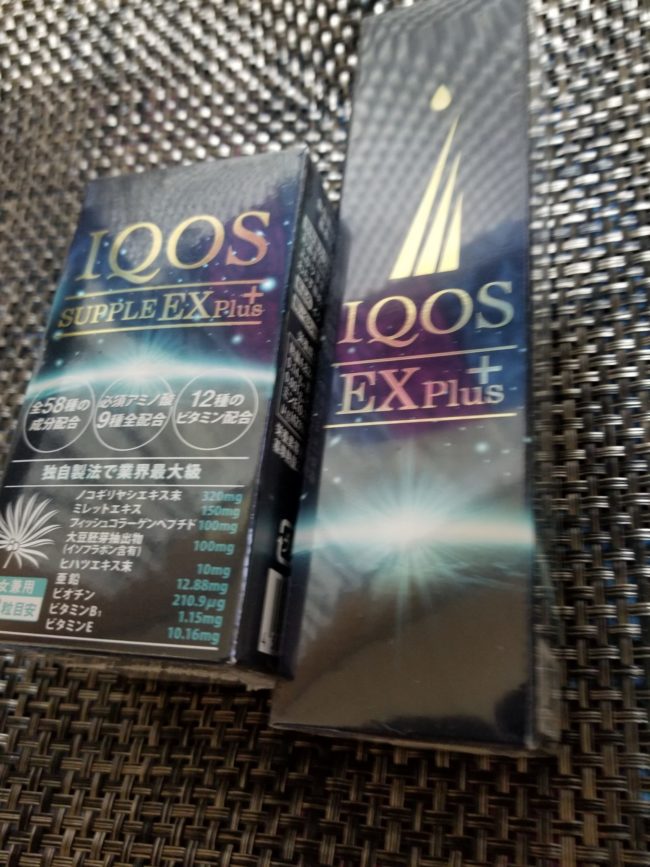 IQOS
SUPPLE EX Plus+
全58種の
成分配合
必須アミノ酸
9種全配合
12種の
ビタミン配合
独自製法で業界最大級
ノコギリヤシエキス末 320mg
ミレットエキス 150mg
フィッシュコラーゲンペプチド 100mg
大豆胚芽抽出物 100mg
(イソフラボン含有)
ヒハツエキス末 10mg
亜鉛 12.88mg
ビオチン 210.9μg
ビタミンB₁ 1.15mg
ビタミンE 10.16mg
女兼用
粒目安
IQOS
EX Plus+